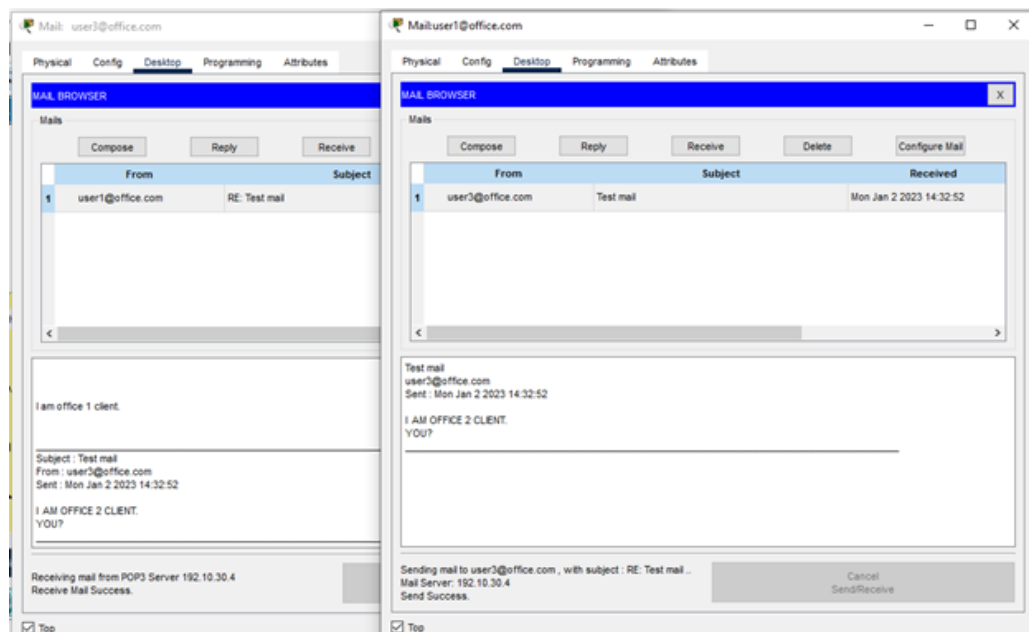 Mail: user3@office.com
Physical Config Desktop Programming Attributes
MAIL BROWSER
Mails
Compose Reply Receive
From Subject
1 user1@office.com RE: Test mail
<
I am office 1 client.
Subject : Test mail
From : user3@office.com
Sent : Mon Jan 2 2023 14:32:52
I AM OFFICE 2 CLIENT.
YOU?
Receiving mail from POP3 Server 192.10.30.4
Receive Mail Success.
Top
Mail:user1@office.com
Physical Config Desktop Programming Attributes
MAIL BROWSER X
Mails
Compose Reply Receive Delete Configure Mail
From Subject Received
1 user3@office.com Test mail Mon Jan 2 2023 14:32:52
< >
Test mail
user3@office.com
Sent : Mon Jan 2 2023 14:32:52
I AM OFFICE 2 CLIENT.
YOU?
Sending mail to user3@office.com , with subject : RE: Test mail ..
Mail Server: 192.10.30.4
Send Success.
Cancel
Send/Receive
Top